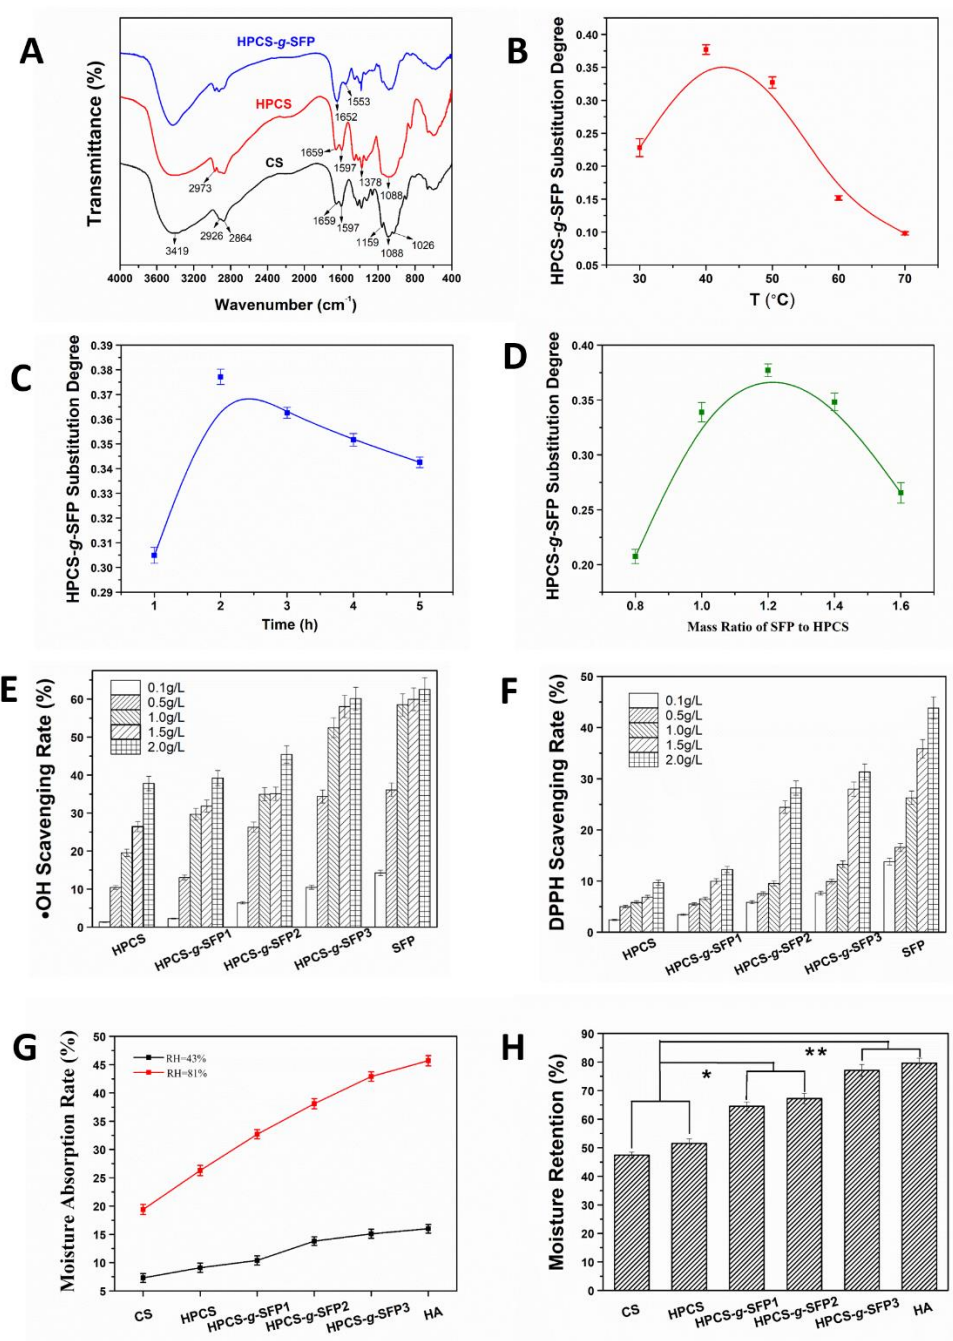 A
Transmittance (%)
HPCS-g-SFP
1553
1652
HPCS
1659
1597
1378
1088
2973
CS
1659
1597
2926
2864
1159
1026
1088
3419
4000 3600 3200 2800 2400 2000 1600 1200 800 400
Wavenumber (cm-1)
B
HPCS-g-SFP Substitution Degree
0.40
0.35
0.30
0.25
0.20
0.15
0.10
0.05
30 40 50 60 70
T (°C)
C
HPCS-g-SFP Substitution Degree
0.39
0.38
0.37
0.36
0.35
0.34
0.33
0.32
0.31
0.30
0.29
1 2 3 4 5
Time (h)
D
HPCS-g-SFP Substitution Degree
0.40
0.35
0.30
0.25
0.20
0.8 1.0 1.2 1.4 1.6
Mass Ratio of SFP to HPCS
E
•OH Scavenging Rate (%)
60
50
40
30
20
10
0
0.1g/L
0.5g/L
1.0g/L
1.5g/L
2.0g/L
HPCS HPCS-g-SFP1 HPCS-g-SFP2 HPCS-g-SFP3 SFP
F
DPPH Scavenging Rate (%)
50
40
30
20
10
0
0.1g/L
0.5g/L
1.0g/L
1.5g/L
2.0g/L
HPCS HPCS-g-SFP1 HPCS-g-SFP2 HPCS-g-SFP3 SFP
G
Moisture Absorption Rate (%)
50
45
40
35
30
25
20
15
10
5
RH=43%
RH=81%
CS HPCS HPCS-g-SFP1 HPCS-g-SFP2 HPCS-g-SFP3 HA
H
Moisture Retention (%)
90
80
70
60
50
40
30
20
10
0
*
**
CS HPCS HPCS-g-SFP1 HPCS-g-SFP2 HPCS-g-SFP3 HA